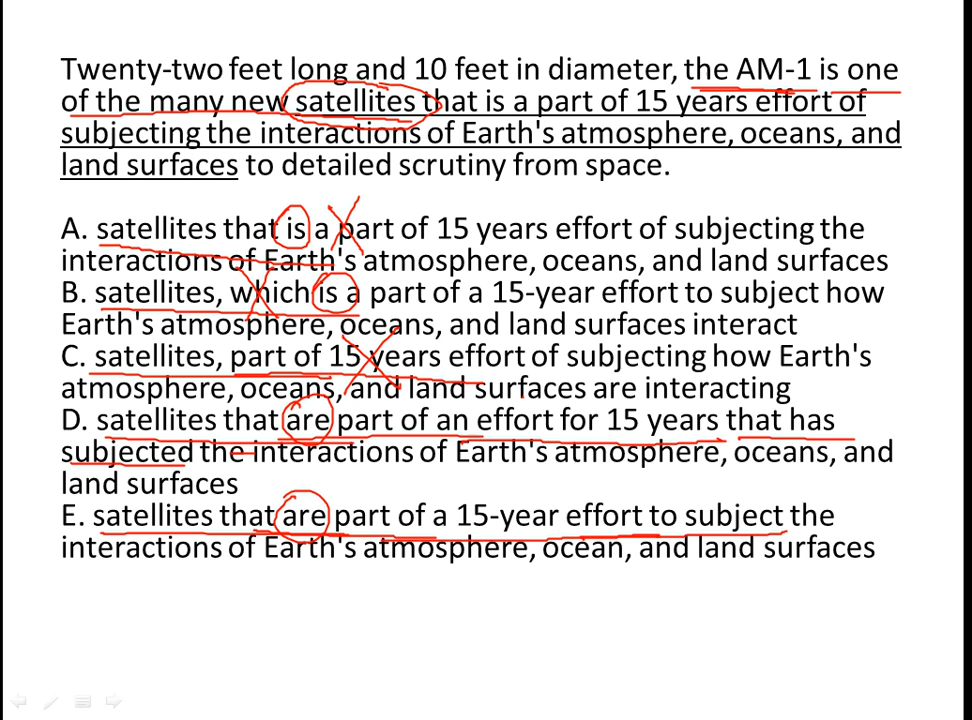 Twenty-two feet long and 10 feet in diameter, the AM-1 is one
of the many new satellites that is a part of 15 years effort of
subjecting the interactions of Earth's atmosphere, oceans, and
land surfaces to detailed scrutiny from space.
A. satellites that is a part of 15 years effort of subjecting the
interactions of Earth's atmosphere, oceans, and land surfaces
B. satellites, which is a part of a 15-year effort to subject how
Earth's atmosphere, oceans, and land surfaces interact
C. satellites, part of 15 years effort of subjecting how Earth's
atmosphere, oceans, and land surfaces are interacting
D. satellites that are part of an effort for 15 years that has
subjected the interactions of Earth's atmosphere, oceans, and
land surfaces
E. satellites that are part of a 15-year effort to subject the
interactions of Earth's atmosphere, ocean, and land surfaces